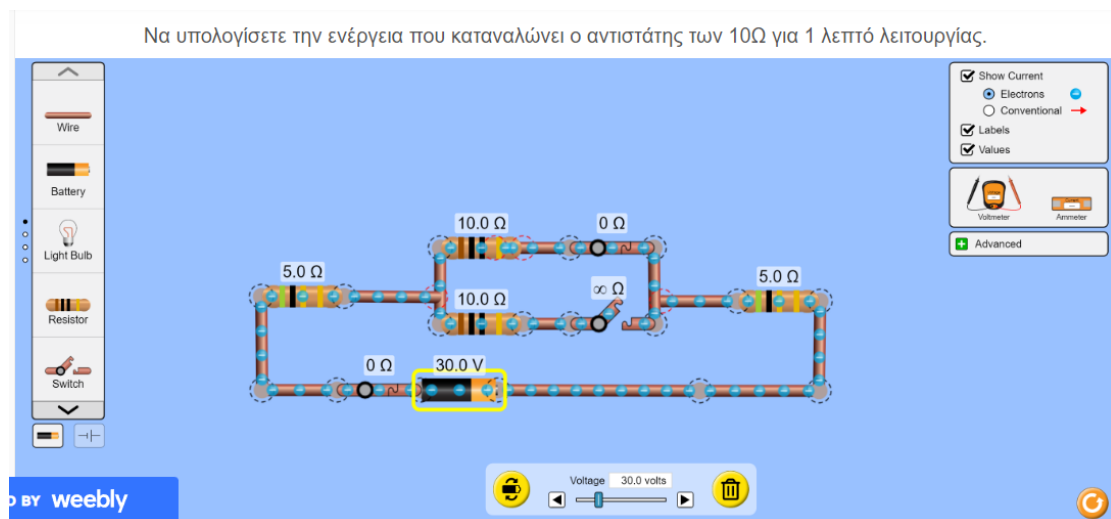 Να υπολογίσετε την ενέργεια που καταναλώνει ο αντιστάτης των 10Ω για 1 λεπτό λειτουργίας.
Wire
Battery
Light Bulb
Resistor
Switch
10.0 Ω
0 Ω
5.0 Ω
∞ Ω
5.0 Ω
10.0 Ω
0 Ω
30.0 V
Show Current
Electrons
Conventional
Labels
Values
Voltmeter
Ammeter
Advanced
Voltage 30.0 volts
D BY weebly